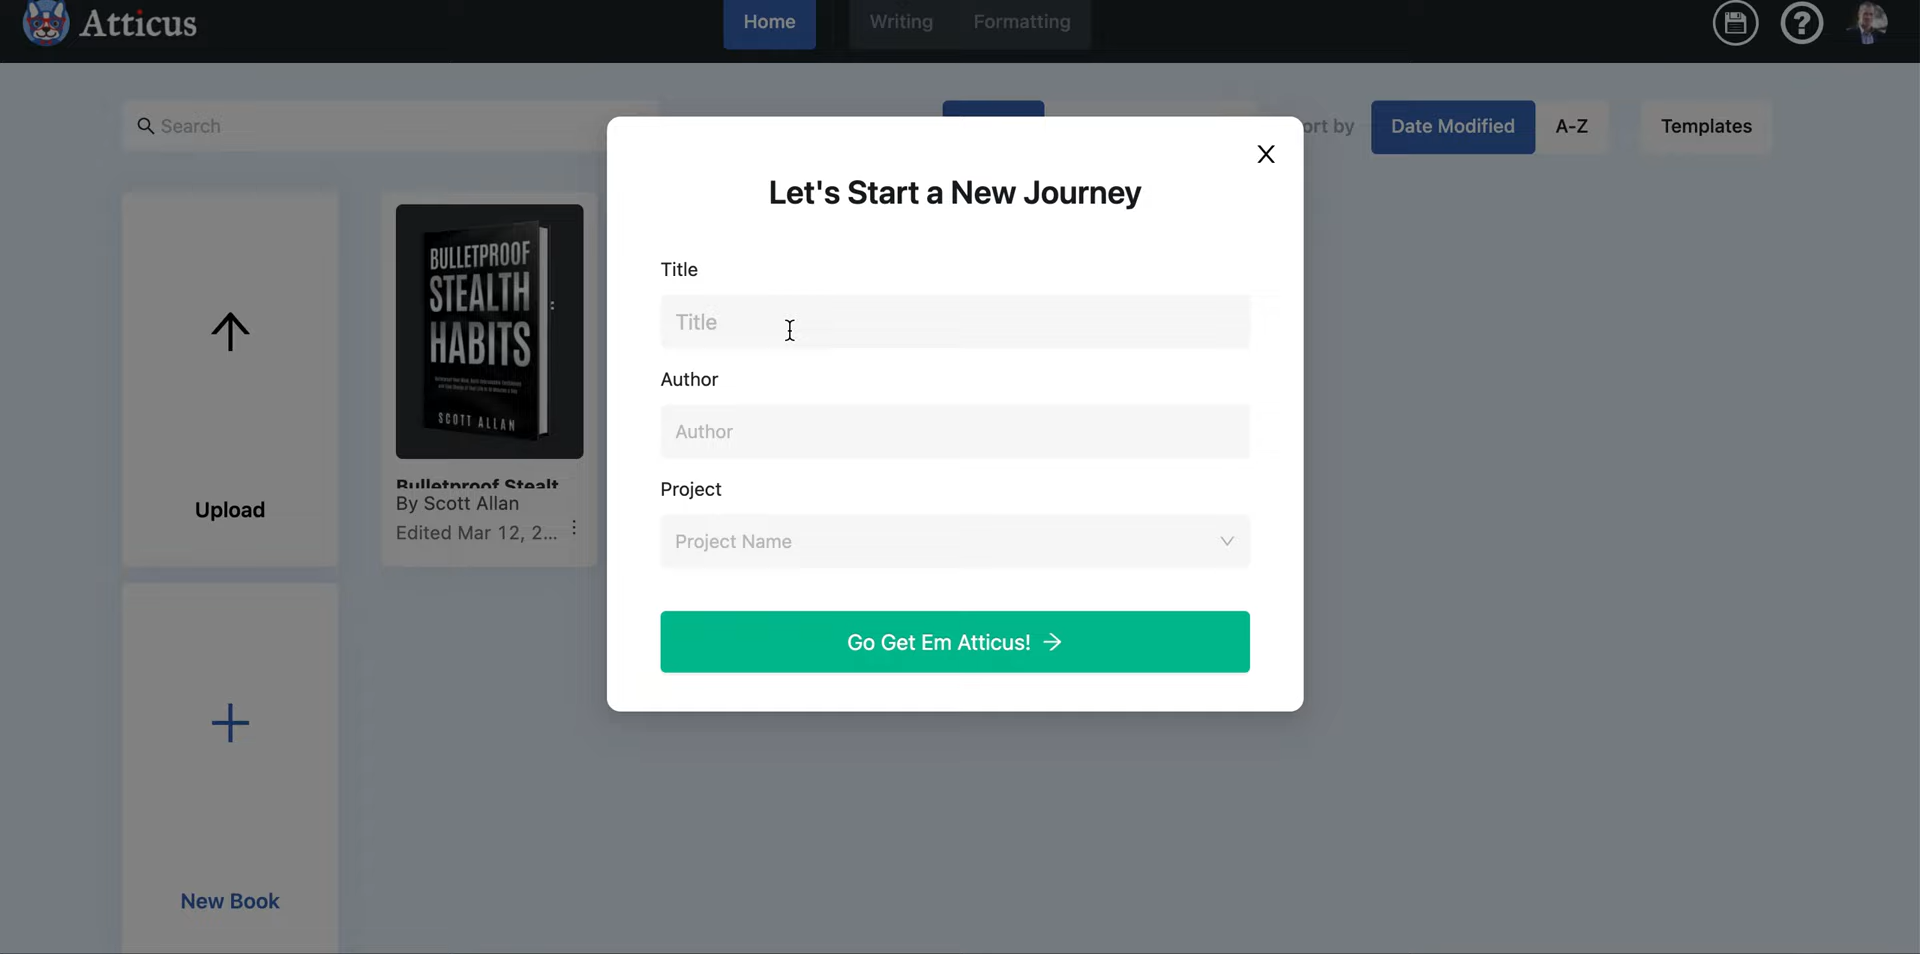 Atticus
Home
Writing
Formatting
Search
ort by
Date Modified
A-Z
Templates
Let's Start a New Journey
Title
Title
Author
Author
Project
Project Name
Go Get Em Atticus!
Upload
BULLETPROOF
STEALTH
HABITS
SCOTT ALLAN
Bulletproof Stealt
By Scott Allan
Edited Mar 12, 2...
New Book